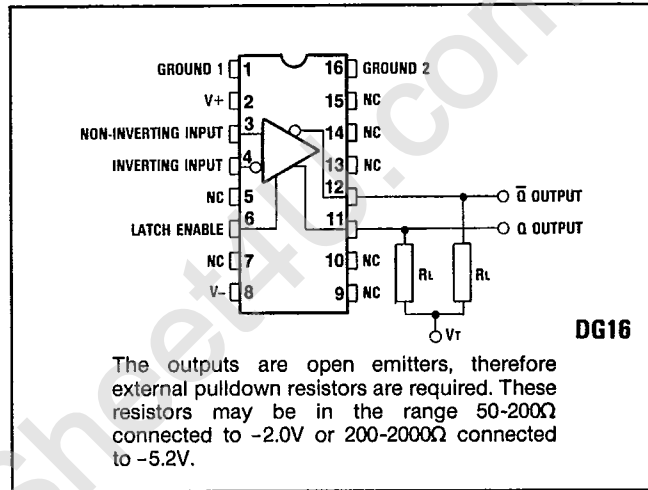 GROUND 1 1 16 GROUND 2
V+ 2 15 NC
NON-INVERTING INPUT 3 14 NC
INVERTING INPUT 4 13 NC
NC 5 12 Q̅ OUTPUT
LATCH ENABLE 6 11 Q OUTPUT
NC 7 10 NC
V− 8 9 NC
RL RL
VT
DG16
The outputs are open emitters, therefore
external pulldown resistors are required. These
resistors may be in the range 50-200Ω
connected to −2.0V or 200-2000Ω connected
to −5.2V.